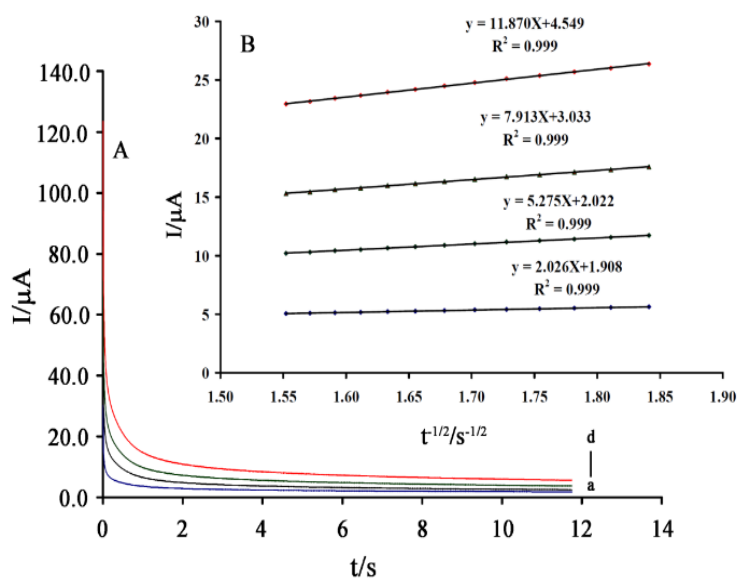 B
y = 11.870X+4.549
R² = 0.999
y = 7.913X+3.033
R² = 0.999
y = 5.275X+2.022
R² = 0.999
y = 2.026X+1.908
R² = 0.999
I/µA
30
25
20
15
10
5
0
1.50
1.55
1.60
1.65
1.70
1.75
1.80
1.85
1.90
t⁻¹/²/s⁻¹/²
A
I/µA
140.0
120.0
100.0
80.0
60.0
40.0
20.0
0.0
d
a
0
2
4
6
8
10
12
14
t/s